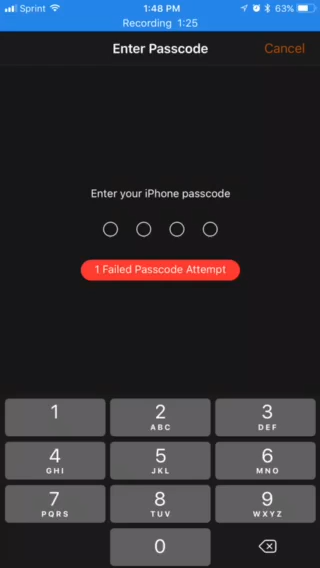 Sprint 1:48 PM 63%
Recording 1:25
Enter Passcode Cancel
Enter your iPhone passcode
1 Failed Passcode Attempt
1 2 3
ABC DEF
4 5 6
GHI JKL MNO
7 8 9
PQRS TUV WXYZ
0